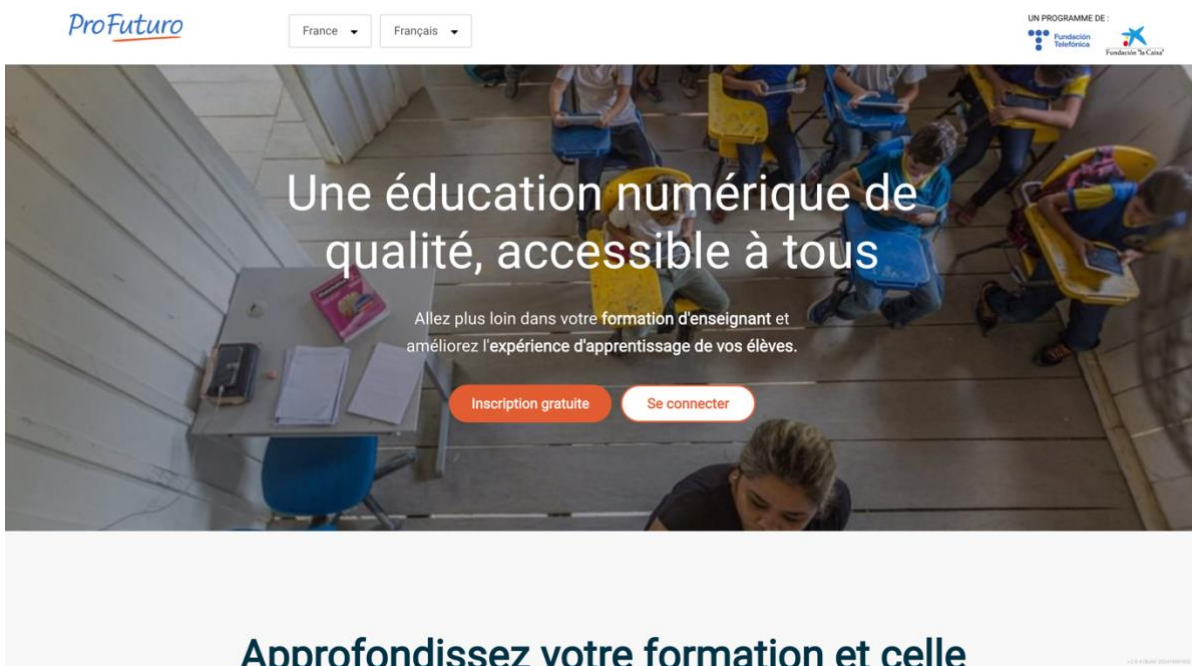 ProFuturo
France
Français
UN PROGRAMME DE :
Fundación
Telefónica
Fundación "la Caixa"
Une éducation numérique de
qualité, accessible à tous
Allez plus loin dans votre formation d'enseignant et
améliorez l'expérience d'apprentissage de vos élèves.
Inscription gratuite
Se connecter
Approfondissez votre formation et celle